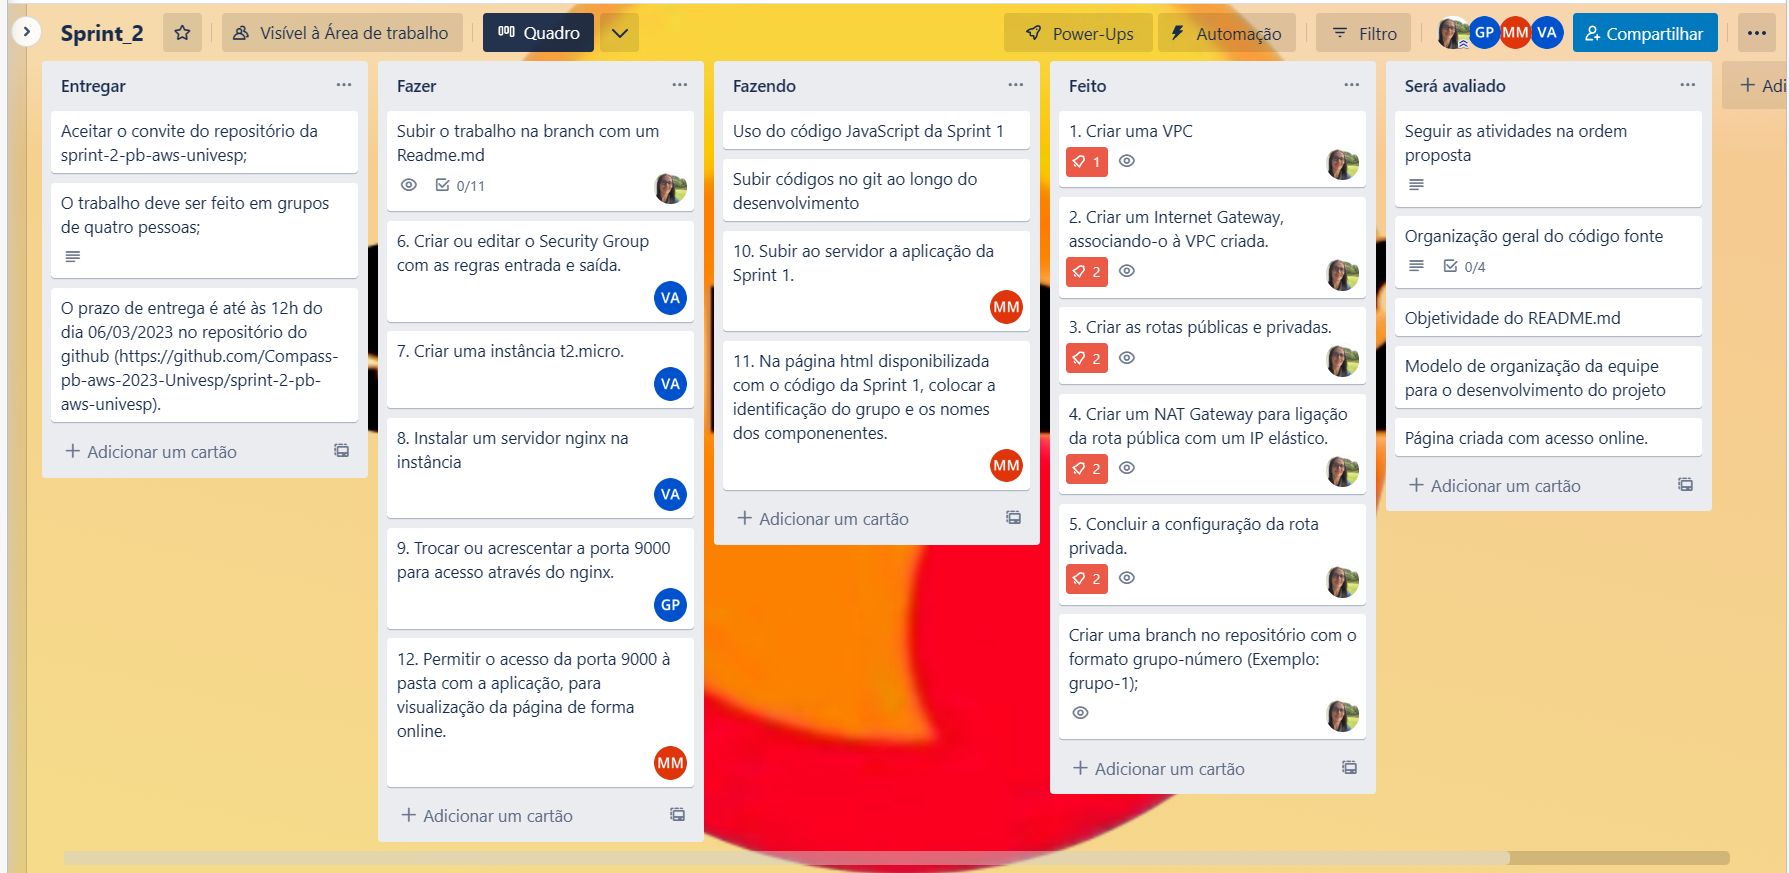 Sprint_2
Visível à Área de trabalho
Quadro
Power-Ups
Automação
Filtro
GP
MM
VA
Compartilhar
Entregar
Aceitar o convite do repositório da
sprint-2-pb-aws-univesp;
O trabalho deve ser feito em grupos
de quatro pessoas;
O prazo de entrega é até às 12h do
dia 06/03/2023 no repositório do
github (https://github.com/Compass-
pb-aws-2023-Univesp/sprint-2-pb-
aws-univesp).
Adicionar um cartão
Fazer
Subir o trabalho na branch com um
Readme.md
0/11
6. Criar ou editar o Security Group
com as regras entrada e saída.
VA
7. Criar uma instância t2.micro.
VA
8. Instalar um servidor nginx na
instância
VA
9. Trocar ou acrescentar a porta 9000
para acesso através do nginx.
GP
12. Permitir o acesso da porta 9000 à
pasta com a aplicação, para
visualização da página de forma
online.
MM
Adicionar um cartão
Fazendo
Uso do código JavaScript da Sprint 1
Subir códigos no git ao longo do
desenvolvimento
10. Subir ao servidor a aplicação da
Sprint 1.
MM
11. Na página html disponibilizada
com o código da Sprint 1, colocar a
identificação do grupo e os nomes
dos componenentes.
MM
Adicionar um cartão
Feito
1. Criar uma VPC
1
2. Criar um Internet Gateway,
associando-o à VPC criada.
2
3. Criar as rotas públicas e privadas.
2
4. Criar um NAT Gateway para ligação
da rota pública com um IP elástico.
2
5. Concluir a configuração da rota
privada.
2
Criar uma branch no repositório com o
formato grupo-número (Exemplo:
grupo-1);
Adicionar um cartão
Será avaliado
Seguir as atividades na ordem
proposta
Organização geral do código fonte
0/4
Objetividade do README.md
Modelo de organização da equipe
para o desenvolvimento do projeto
Página criada com acesso online.
Adicionar um cartão
Adi